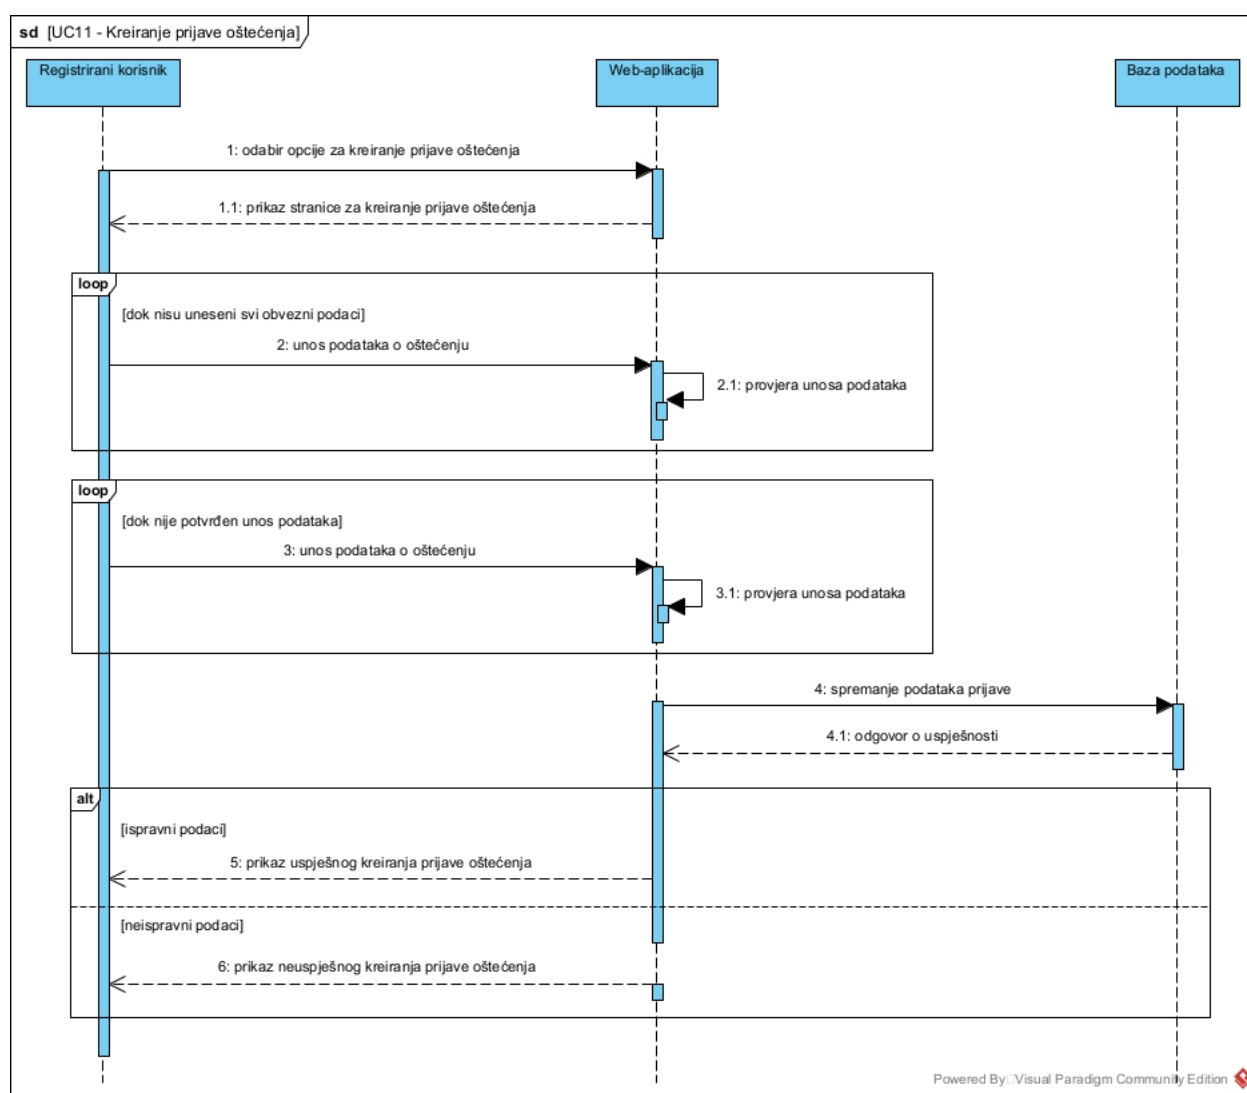 sd [UC11 - Kreiranje prijave oštećenja]
Registrirani korisnik
Web-aplikacija
Baza podataka
1: odabir opcije za kreiranje prijave oštećenja
1.1: prikaz stranice za kreiranje prijave oštećenja
loop
[dok nisu uneseni svi obvezni podaci]
2: unos podataka o oštećenju
2.1: provjera unosa podataka
loop
[dok nije potvrđen unos podataka]
3: unos podataka o oštećenju
3.1: provjera unosa podataka
4: spremanje podataka prijave
4.1: odgovor o uspješnosti
alt
[ispravni podaci]
5: prikaz uspješnog kreiranja prijave oštećenja
[neispravni podaci]
6: prikaz neuspješnog kreiranja prijave oštećenja
Powered By Visual Paradigm Community Edition